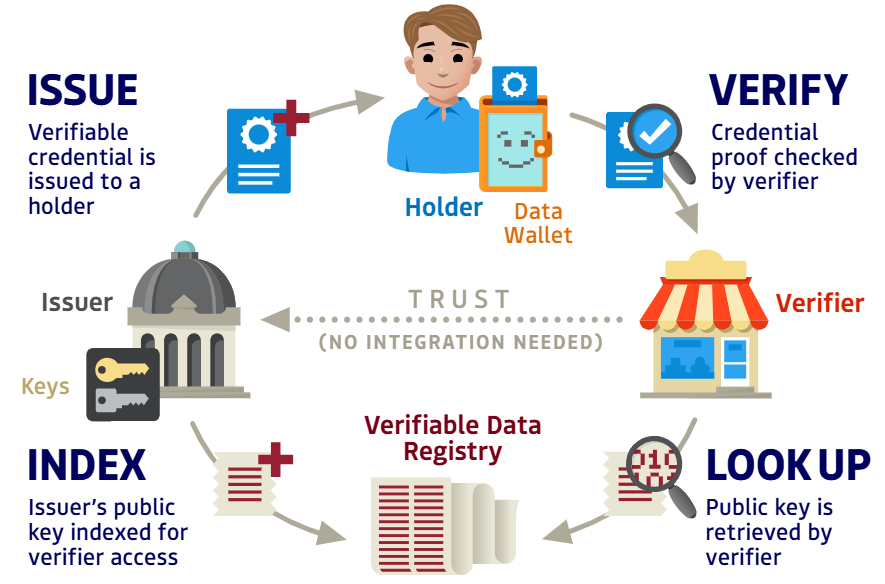 ISSUE
Verifiable
credential is
issued to a
holder
VERIFY
Credential
proof checked
by verifier
Holder
Data
Wallet
Issuer
Keys
TRUST
(NO INTEGRATION NEEDED)
Verifier
INDEX
Issuer’s public
key indexed for
verifier access
Verifiable Data
Registry
LOOK UP
Public key is
retrieved by
verifier